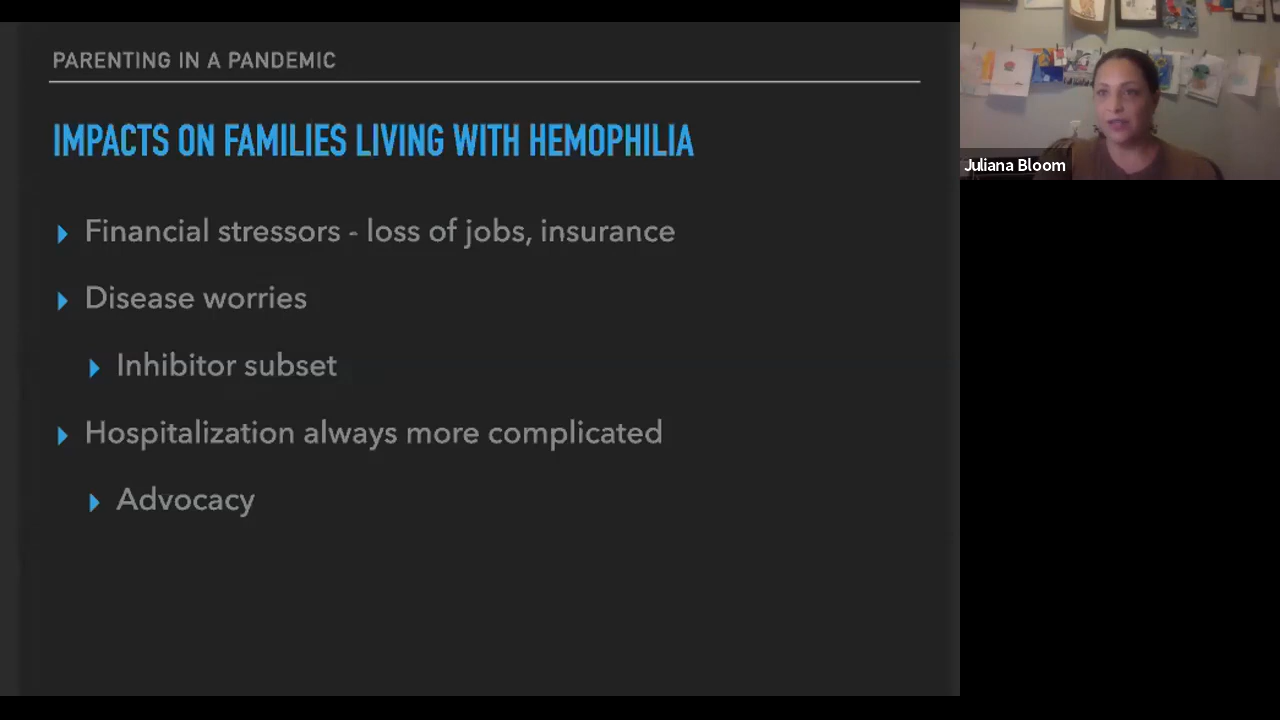 PARENTING IN A PANDEMIC
IMPACTS ON FAMILIES LIVING WITH HEMOPHILIA
Financial stressors - loss of jobs, insurance
Disease worries
Inhibitor subset
Hospitalization always more complicated
Advocacy
Juliana Bloom